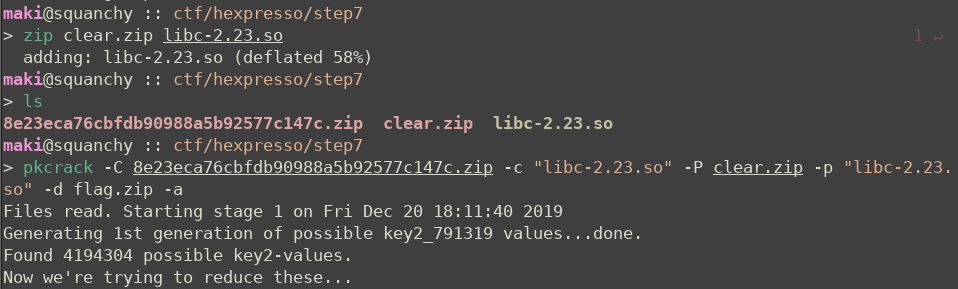 maki@squanchy :: ctf/hexpresso/step7
> zip clear.zip libc-2.23.so 1 ↵
adding: libc-2.23.so (deflated 58%)
maki@squanchy :: ctf/hexpresso/step7
> ls
8e23eca76cbfdb90988a5b92577c147c.zip clear.zip libc-2.23.so
maki@squanchy :: ctf/hexpresso/step7
> pkcrack -C 8e23eca76cbfdb90988a5b92577c147c.zip -c "libc-2.23.so" -P clear.zip -p "libc-2.23.
so" -d flag.zip -a
Files read. Starting stage 1 on Fri Dec 20 18:11:40 2019
Generating 1st generation of possible key2_791319 values...done.
Found 4194304 possible key2-values.
Now we're trying to reduce these...